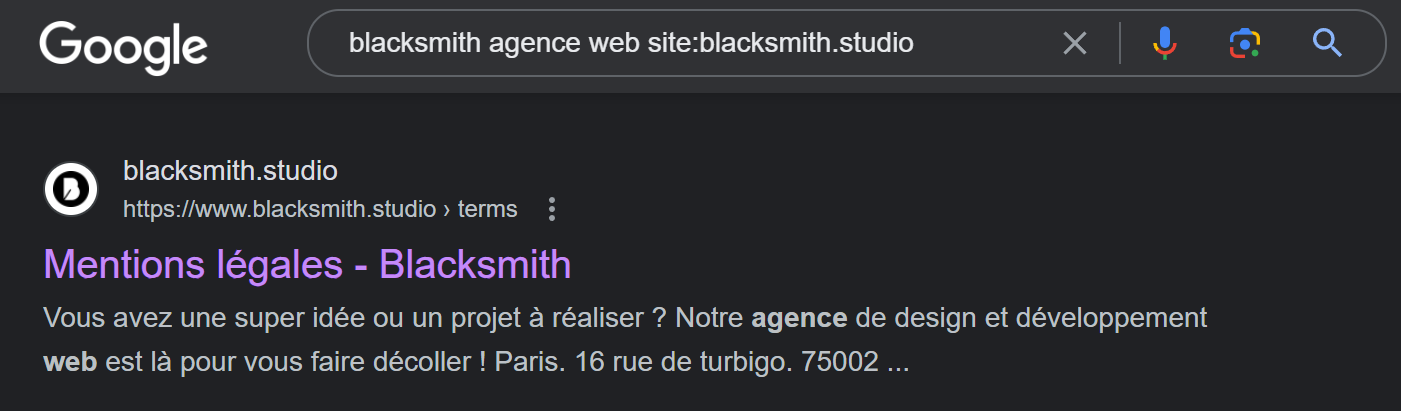 Google
blacksmith agence web site:blacksmith.studio
blacksmith.studio
https://www.blacksmith.studio › terms
Mentions légales - Blacksmith
Vous avez une super idée ou un projet à réaliser ? Notre agence de design et développement
web est là pour vous faire décoller ! Paris. 16 rue de turbigo. 75002 ...